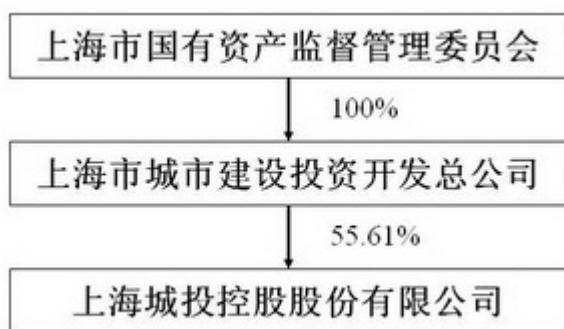 上海市国有资产监督管理委员会
100%
上海市城市建设投资开发总公司
55.61%
上海城投控股股份有限公司